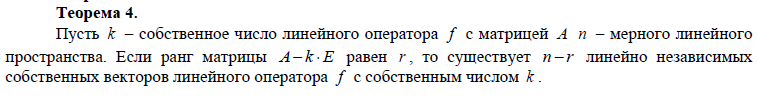 Теорема 4.
Пусть k – собственное число линейного оператора f с матрицей A n – мерного линейного
пространства. Если ранг матрицы A–k·E равен r, то существует n–r линейно независимых
собственных векторов линейного оператора f с собственным числом k.